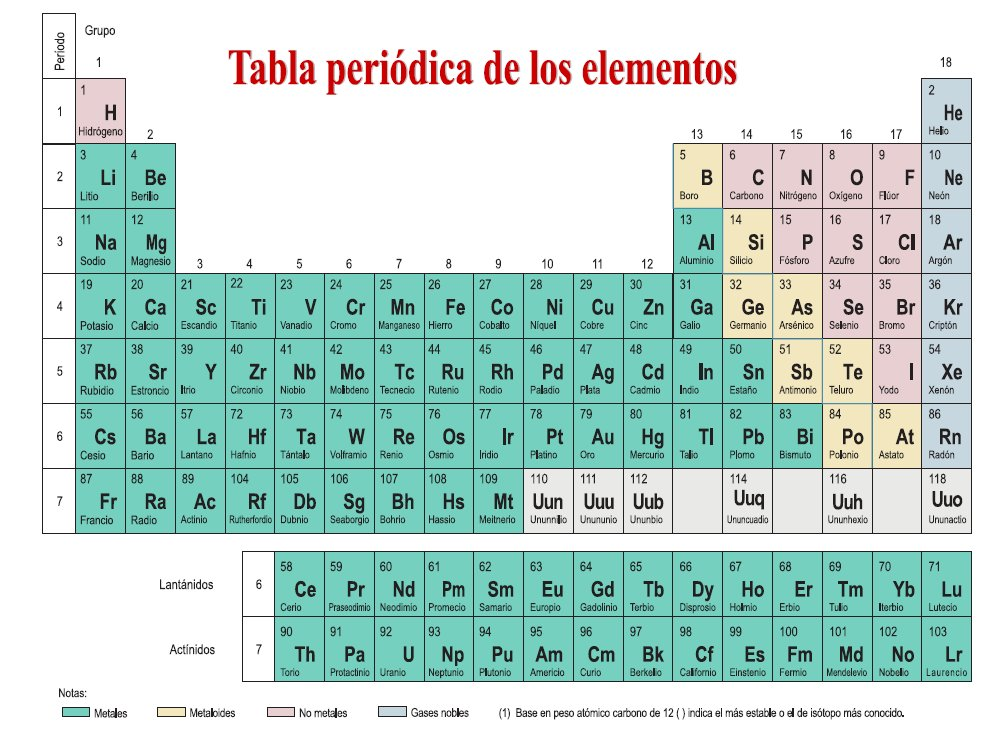 Tabla periódica de los elementos
Periodo
Grupo
1 18
1 2
H He
1 Hidrógeno Helio
2 13 14 15 16 17
3 4 5 6 7 8 9 10
Li Be B C N O F Ne
2 Litio Berilio Boro Carbono Nitrógeno Oxígeno Flúor Neón
11 12 13 14 15 16 17 18
Na Mg Al Si P S Cl Ar
3 Sodio Magnesio Aluminio Silicio Fósforo Azufre Cloro Argón
3 4 5 6 7 8 9 10 11 12
19 20 21 22 23 24 25 26 27 28 29 30 31 32 33 34 35 36
K Ca Sc Ti V Cr Mn Fe Co Ni Cu Zn Ga Ge As Se Br Kr
4 Potasio Calcio Escandio Titanio Vanadio Cromo Manganeso Hierro Cobalto Níquel Cobre Cinc Galio Germanio Arsénico Selenio Bromo Criptón
37 38 39 40 41 42 43 44 45 46 47 48 49 50 51 52 53 54
Rb Sr Y Zr Nb Mo Tc Ru Rh Pd Ag Cd In Sn Sb Te I Xe
5 Rubidio Estroncio Itrio Circonio Niobio Molibdeno Tecnecio Rutenio Rodio Paladio Plata Cadmio Indio Estaño Antimonio Teluro Yodo Xenón
55 56 57 72 73 74 75 76 77 78 79 80 81 82 83 84 85 86
Cs Ba La Hf Ta W Re Os Ir Pt Au Hg Tl Pb Bi Po At Rn
6 Cesio Bario Lantano Hafnio Tántalo Volframio Renio Osmio Iridio Platino Oro Mercurio Talio Plomo Bismuto Polonio Astato Radón
87 88 89 104 105 106 107 108 109 110 111 112 114 116 118
Fr Ra Ac Rf Db Sg Bh Hs Mt Uun Uuu Uub Uuq Uuh Uuo
7 Francio Radio Actinio Rutherfordio Dubnio Seaborgio Bohrio Hassio Meitnerio Ununnilio Unununio Ununbio Ununcuadio Ununhexio Ununactio
58 59 60 61 62 63 64 65 66 67 68 69 70 71
Lantánidos 6 Ce Pr Nd Pm Sm Eu Gd Tb Dy Ho Er Tm Yb Lu
Cerio Praseodimio Neodimio Promecio Samario Europio Gadolinio Terbio Disprosio Holmio Erbio Tulio Iterbio Lutecio
90 91 92 93 94 95 96 97 98 99 100 101 102 103
Actínidos 7 Th Pa U Np Pu Am Cm Bk Cf Es Fm Md No Lr
Torio Protactinio Uranio Neptunio Plutonio Americio Curio Berkelio Californio Einstenio Fermio Mendelevio Nobelio Laurencio
Notas:
Metales Metaloides No metales Gases nobles (1) Base en peso atómico carbono de 12 ( ) indica el más estable o el de isótopo más conocido.